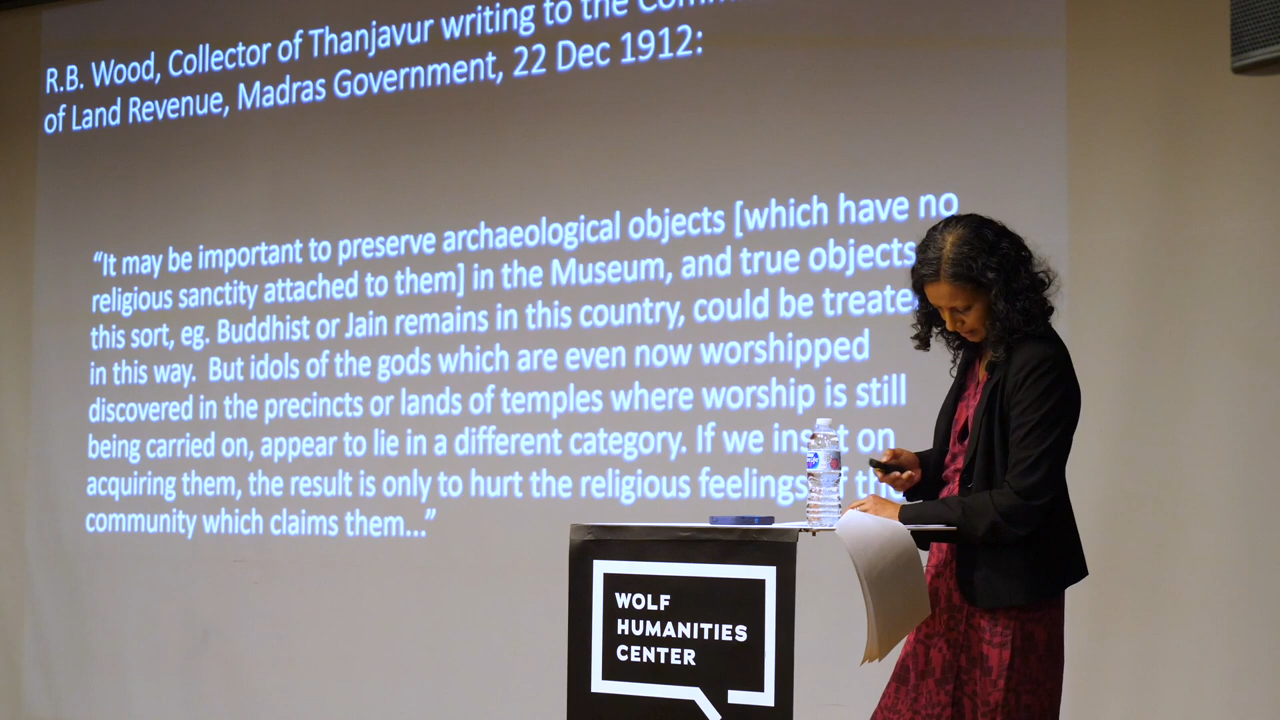 R.B. Wood, Collector of Thanjavur writing to the
of Land Revenue, Madras Government, 22 Dec 1912:
“It may be important to preserve archaeological objects [which have no
religious sanctity attached to them] in the Museum, and true objects
this sort, eg. Buddhist or Jain remains in this country, could be
in this way. But idols of the gods which are even now worshipped
discovered in the precincts or lands of temples where worship is still
being carried on, appear to lie in a different category. If we insist on
acquiring them, the result is only to hurt the religious feelings
community which claims them...”
WOLF
HUMANITIES
CENTER